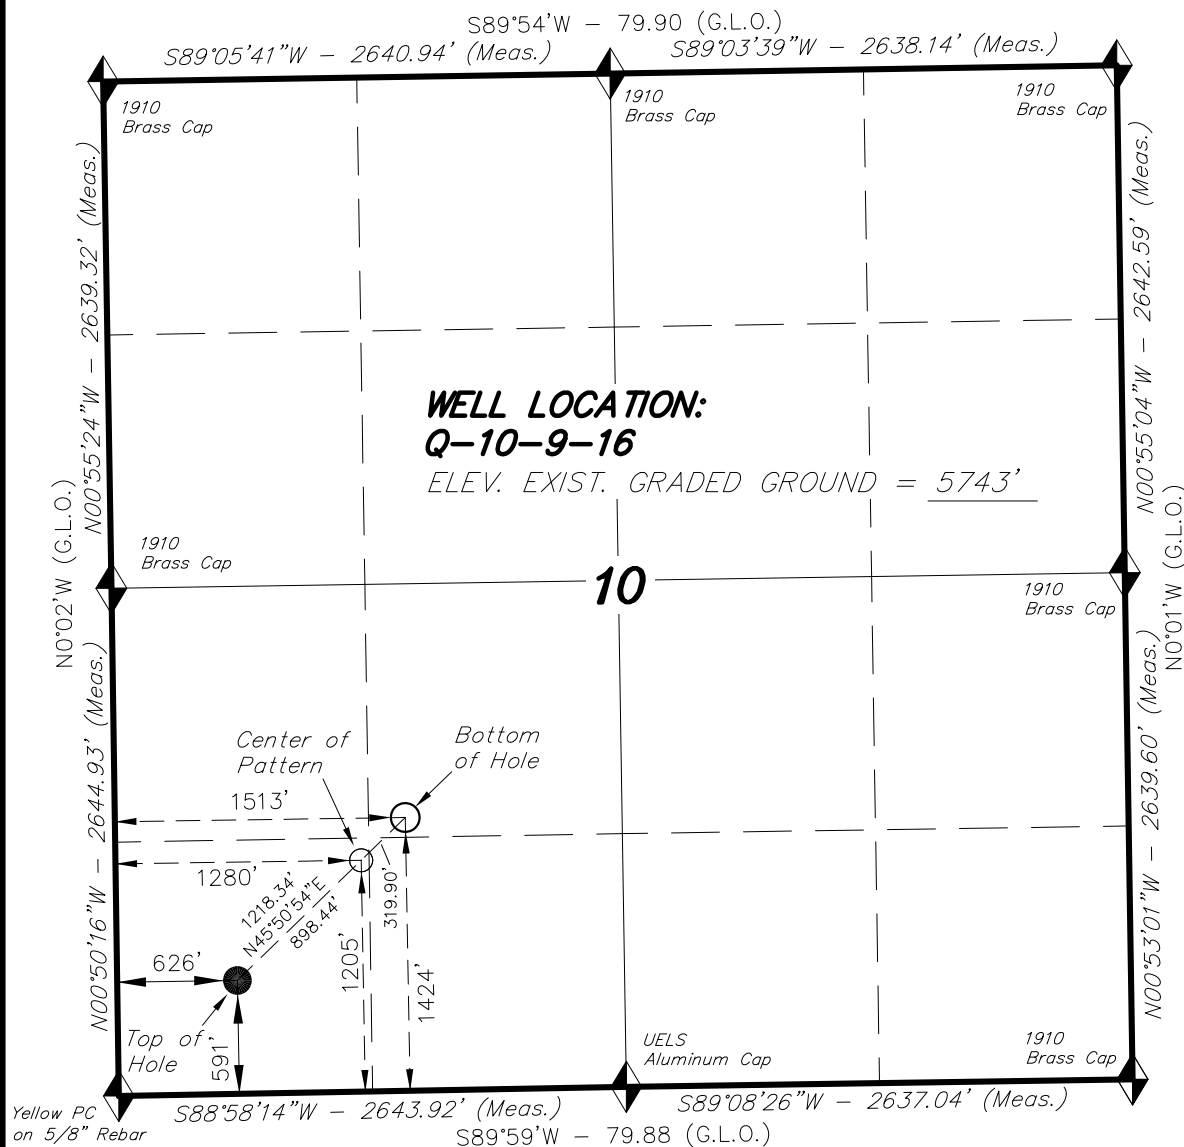 S89°54'W - 79.90 (G.L.O.)
S89°05'41"W - 2640.94' (Meas.)
S89°03'39"W - 2638.14' (Meas.)
1910
Brass Cap
1910
Brass Cap
1910
Brass Cap
N00°55'24"W - 2639.32' (Meas.)
N00°55'04"W - 2642.59' (Meas.)
WELL LOCATION:
Q-10-9-16
ELEV. EXIST. GRADED GROUND = 5743'
N0°02'W (G.L.O.)
N0°01'W (G.L.O.)
1910
Brass Cap
10
1910
Brass Cap
N00°50'16"W - 2644.93' (Meas.)
N00°53'01"W - 2639.60' (Meas.)
Center of
Pattern
Bottom
of Hole
1513'
1280'
1218.34'
N45°50'54"E
898.44'
319.90'
626'
1205'
1424'
Top of
Hole
591'
UELS
Aluminum Cap
1910
Brass Cap
Yellow PC
on 5/8" Rebar
S88°58'14"W - 2643.92' (Meas.)
S89°08'26"W - 2637.04' (Meas.)
S89°59'W - 79.88 (G.L.O.)